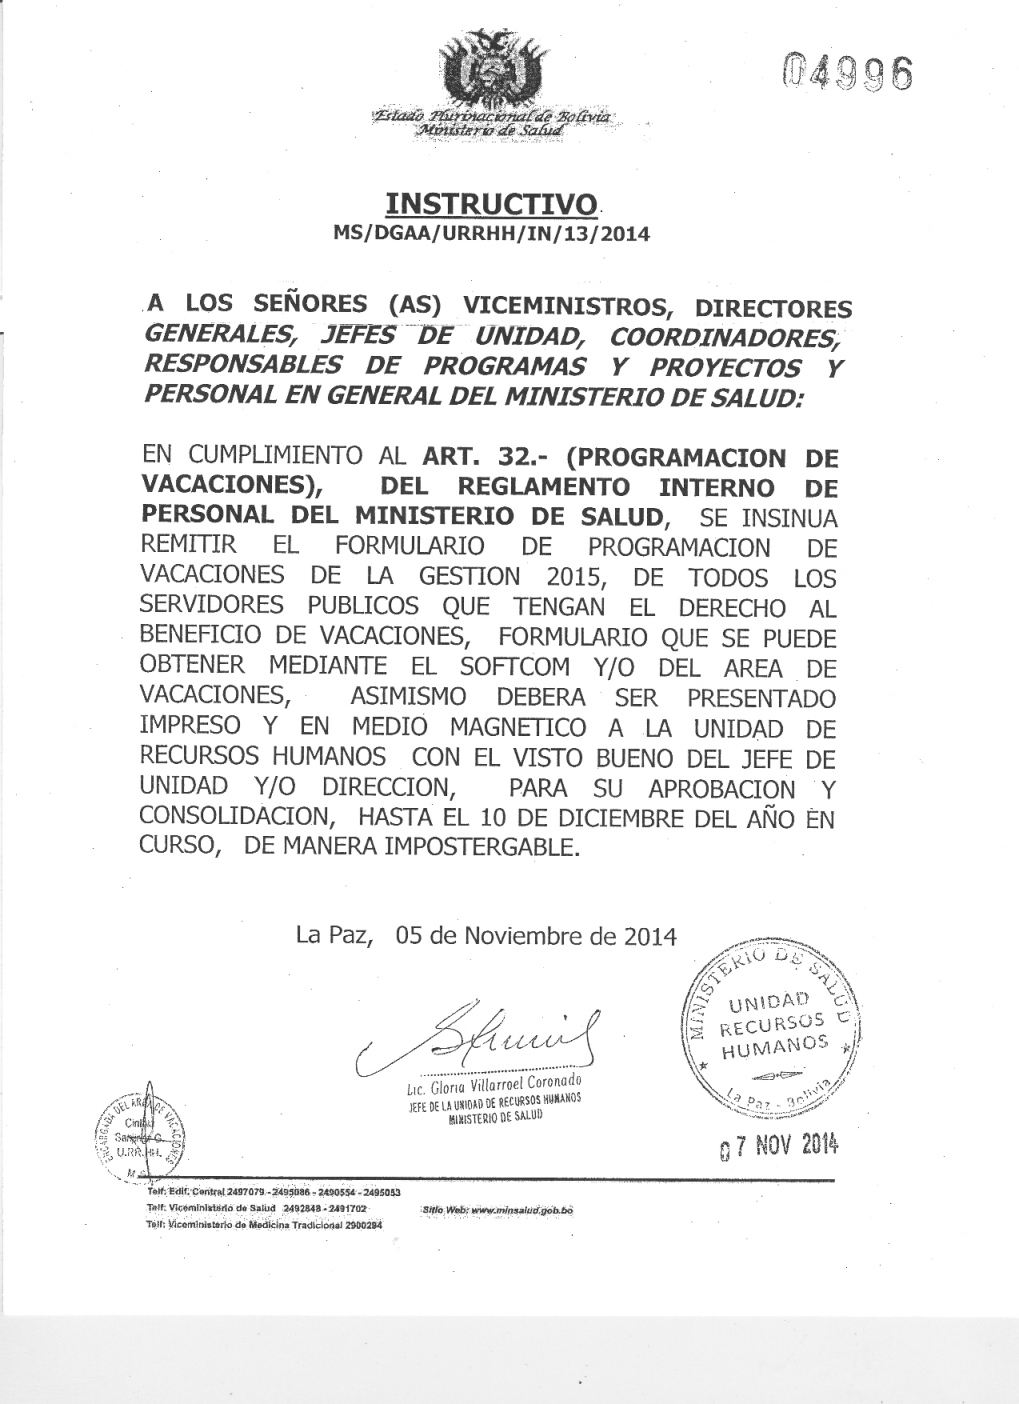 04996
Estado Plurinacional de Bolivia
Ministerio de Salud
INSTRUCTIVO
MS/DGAA/URRHH/IN/13/2014
A LOS SEÑORES (AS) VICEMINISTROS, DIRECTORES
GENERALES, JEFES DE UNIDAD, COORDINADORES,
RESPONSABLES DE PROGRAMAS Y PROYECTOS Y
PERSONAL EN GENERAL DEL MINISTERIO DE SALUD:
EN CUMPLIMIENTO AL ART. 32.- (PROGRAMACION DE
VACACIONES), DEL REGLAMENTO INTERNO DE
PERSONAL DEL MINISTERIO DE SALUD, SE INSINUA
REMITIR EL FORMULARIO DE PROGRAMACION DE
VACACIONES DE LA GESTION 2015, DE TODOS LOS
SERVIDORES PUBLICOS QUE TENGAN EL DERECHO AL
BENEFICIO DE VACACIONES, FORMULARIO QUE SE PUEDE
OBTENER MEDIANTE EL SOFTCOM Y/O DEL AREA DE
VACACIONES, ASIMISMO DEBERA SER PRESENTADO
IMPRESO Y EN MEDIO MAGNETICO A LA UNIDAD DE
RECURSOS HUMANOS CON EL VISTO BUENO DEL JEFE DE
UNIDAD Y/O DIRECCION, PARA SU APROBACION Y
CONSOLIDACION, HASTA EL 10 DE DICIEMBRE DEL AÑO EN
CURSO, DE MANERA IMPOSTERGABLE.
La Paz, 05 de Noviembre de 2014
MINISTERIO DE SALUD
UNIDAD
RECURSOS
HUMANOS
La Paz - Bolivia
Lic. Gloria Villarroel Coronado
JEFE DE LA UNIDAD DE RECURSOS HUMANOS
MINISTERIO DE SALUD
ENCARGADA DEL AREA DE VACACIONES
U.RR.HH.
07 NOV 2014
Telf: Edif. Central 2497079 - 2495086 - 2490554 - 2495053
Telf: Viceministerio de Salud 2492848 - 2491702
Sitio Web: www.minsalud.gob.bo
Telf: Viceministerio de Medicina Tradicional 2900294